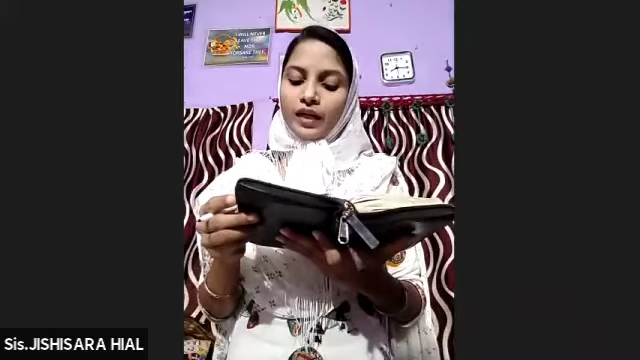 I WILL NEVER
LEAVE THEE
NOR
FORSAKE THEE
Sis.JISHISARA HIAL